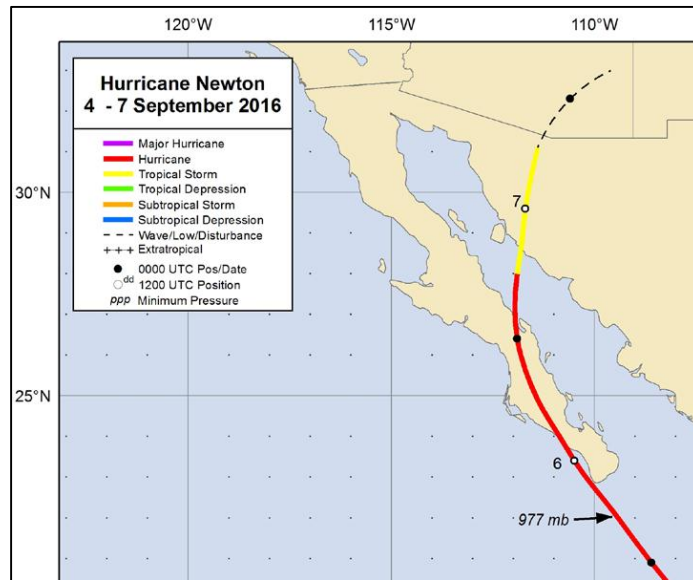 120°W 115°W 110°W
Hurricane Newton
4 - 7 September 2016
Major Hurricane
Hurricane
Tropical Storm
Tropical Depression
Subtropical Storm
Subtropical Depression
Wave/Low/Disturbance
+++ Extratropical
0000 UTC Pos/Date
dd 1200 UTC Position
ppp Minimum Pressure
7
30°N
25°N
6
977 mb